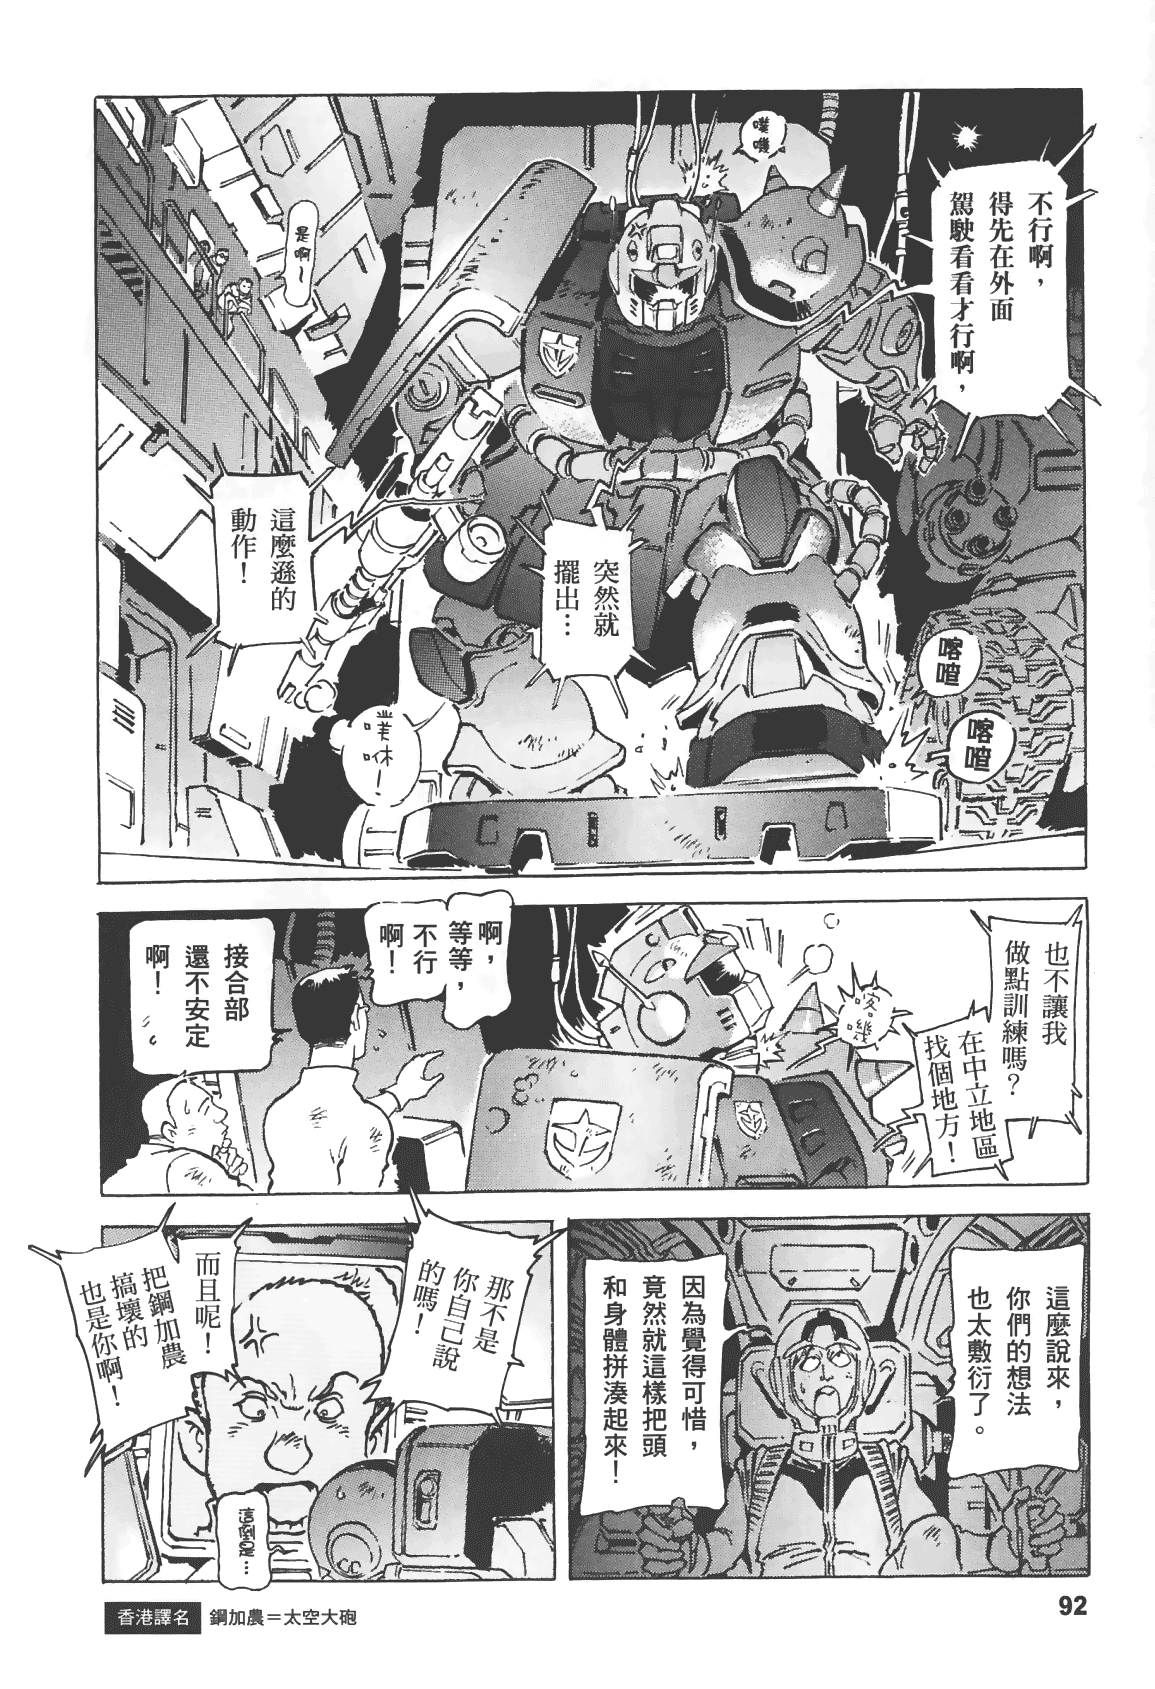 不行啊，
得先在外面
駕駛看看才行啊，
噗嘰
是啊～
突然就
擺出…
這麼遜的
動作！
喀喳
喀喳
噗咻！
也不讓我
做點訓練嗎？
在中立地區
找個地方！
喀嘰
啊，
等等，
不行
啊！
接合部
還不安定
啊！
這麼說來，
你們的想法
也太敷衍了。
因為覺得可惜，
竟然就這樣把頭
和身體拼湊起來！
那不是
你自己說
的嗎！
而且呢！
把鋼加農
搞壞的
也是你啊！
這倒是…
香港譯名 鋼加農＝太空大砲
92